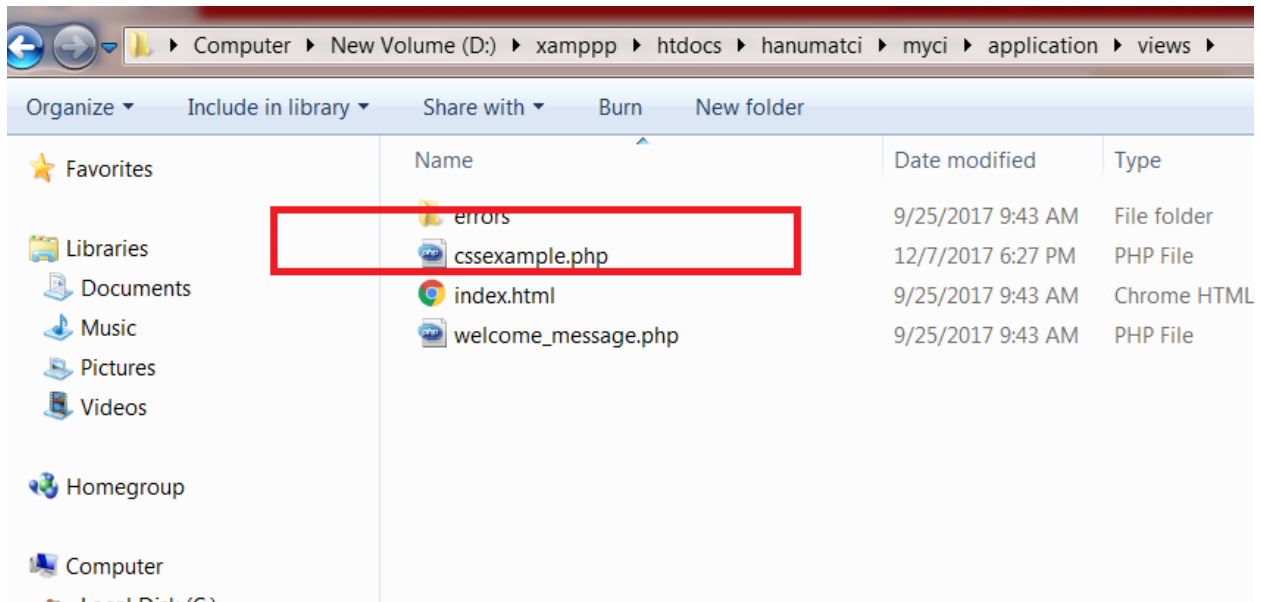 Computer New Volume (D:) xamppp htdocs hanumatci myci application views
Organize Include in library Share with Burn New folder
Favorites
Libraries
Documents
Music
Pictures
Videos
Homegroup
Computer
Name Date modified Type
errors 9/25/2017 9:43 AM File folder
cssexample.php 12/7/2017 6:27 PM PHP File
index.html 9/25/2017 9:43 AM Chrome HTML
welcome_message.php 9/25/2017 9:43 AM PHP File